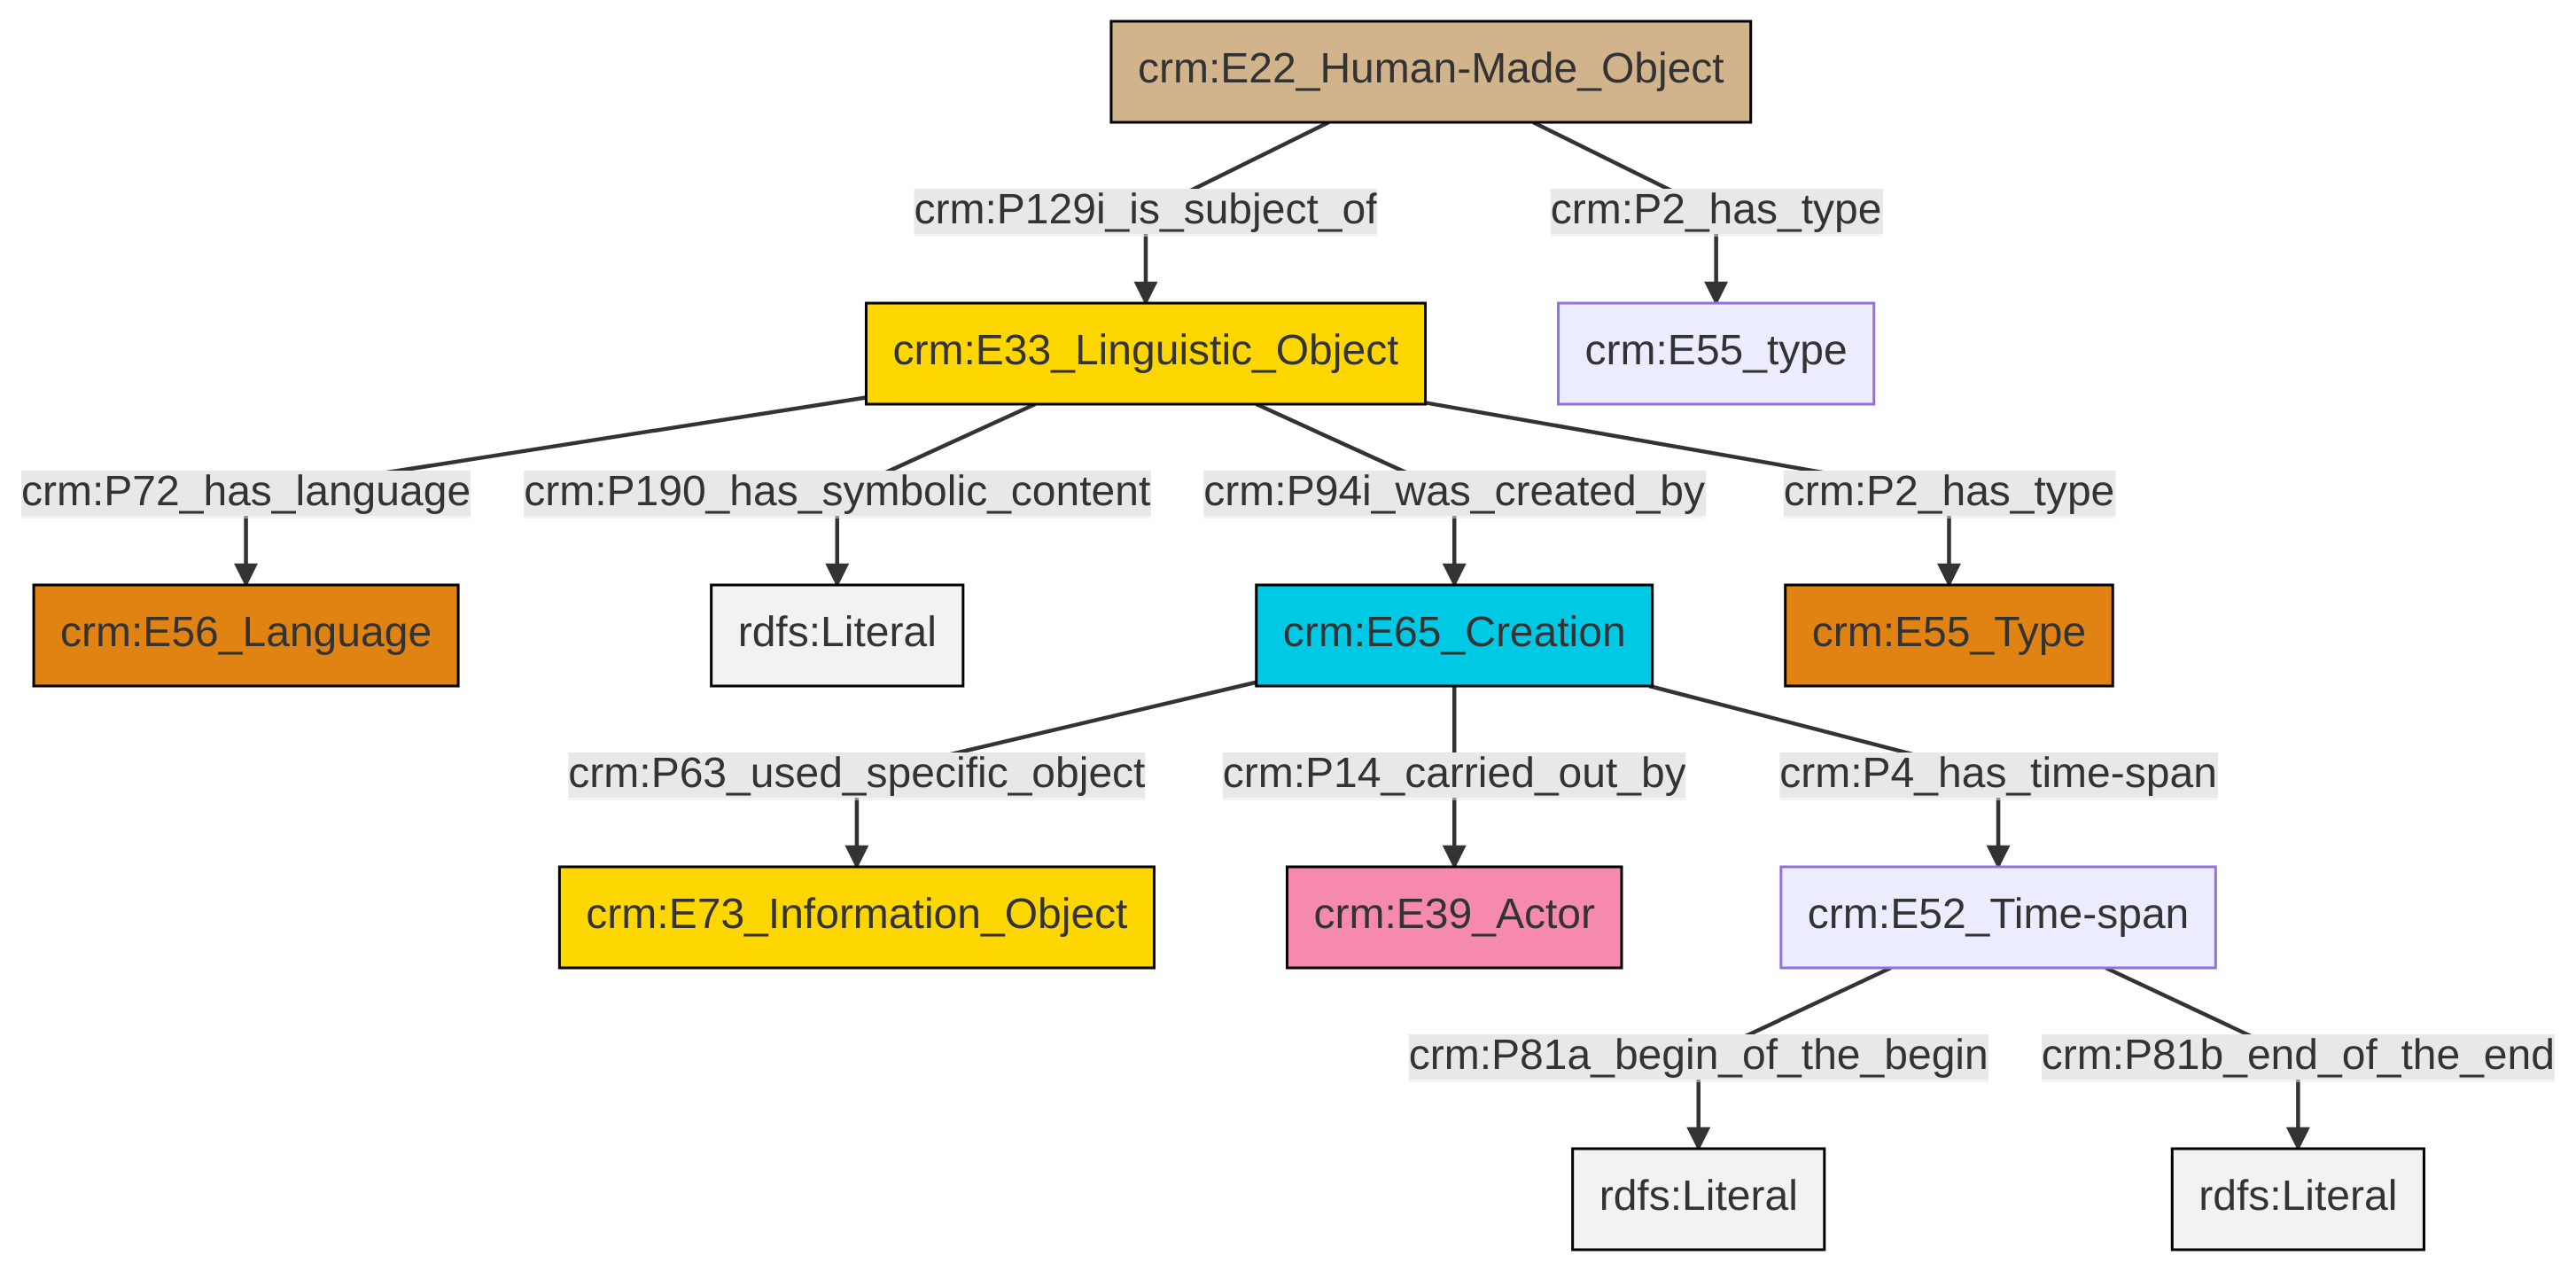 crm:E22_Human-Made_Object
crm:P129i_is_subject_of
crm:P2_has_type
crm:E33_Linguistic_Object
crm:E55_type
crm:P72_has_language
crm:P190_has_symbolic_content
crm:P94i_was_created_by
crm:P2_has_type
crm:E56_Language
rdfs:Literal
crm:E65_Creation
crm:E55_Type
crm:P63_used_specific_object
crm:P14_carried_out_by
crm:P4_has_time-span
crm:E73_Information_Object
crm:E39_Actor
crm:E52_Time-span
crm:P81a_begin_of_the_begin
crm:P81b_end_of_the_end
rdfs:Literal
rdfs:Literal